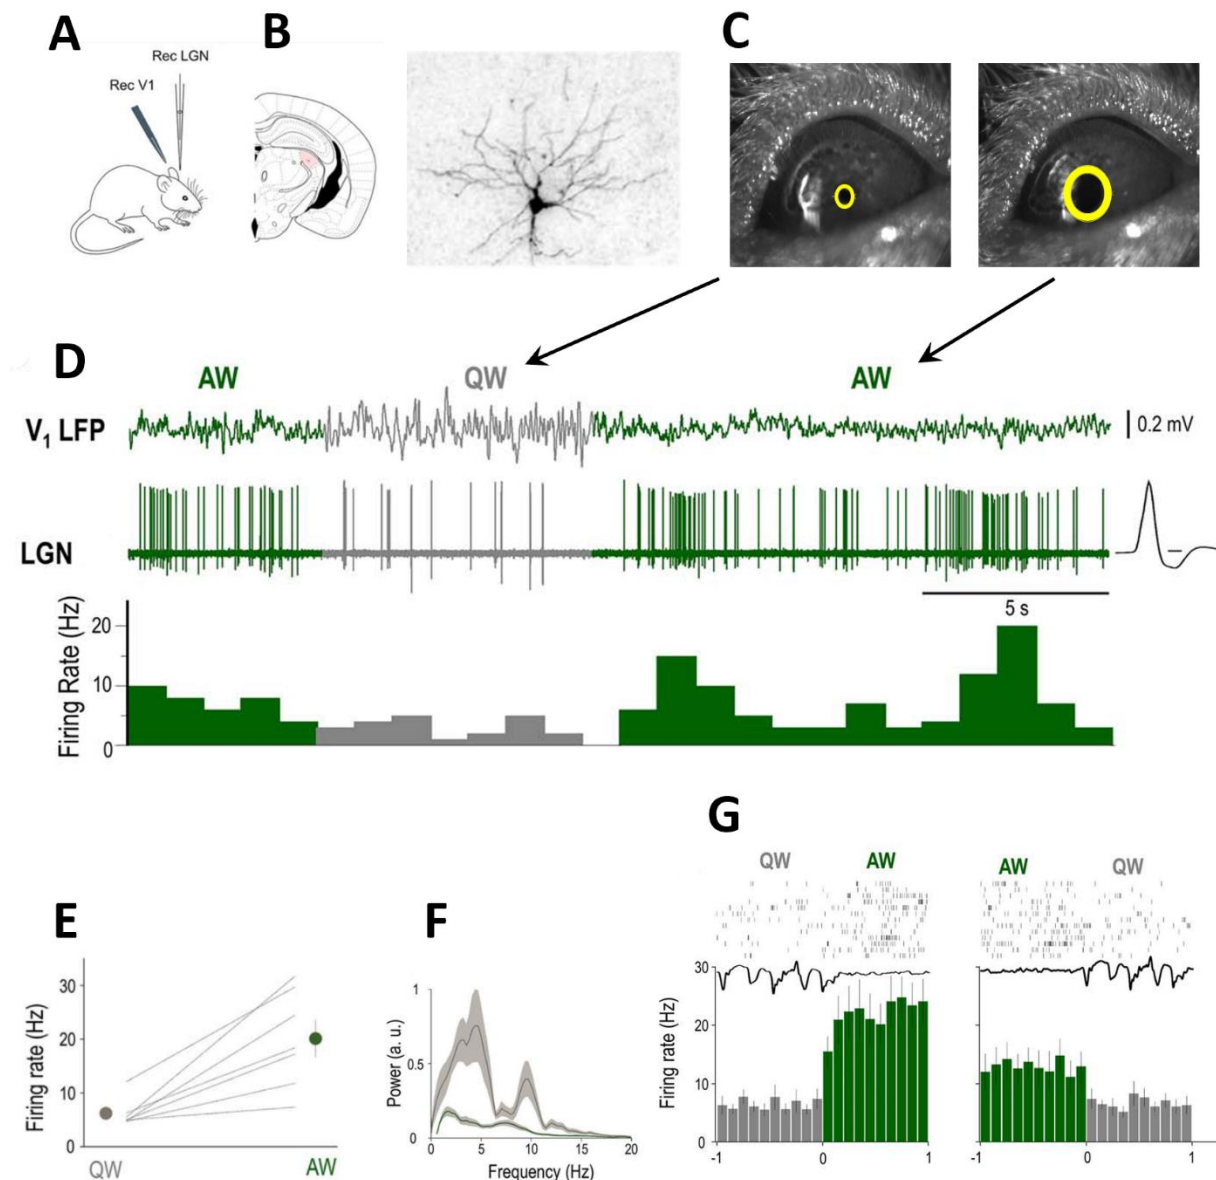 A
B
C
Rec LGN
Rec V1
D
AW
QW
AW
V1 LFP
0.2 mV
LGN
5 s
Firing Rate (Hz)
20
10
0
E
Firing rate (Hz)
30
20
10
0
QW
AW
F
Power (a. u.)
1
0.5
0
0
5
10
15
20
Frequency (Hz)
G
QW
AW
AW
QW
Firing rate (Hz)
30
20
10
0
-1
0
1
-1
0
1